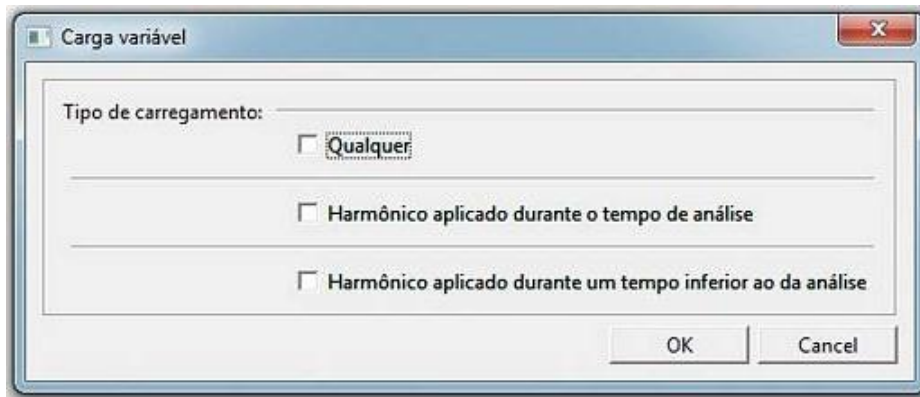 Carga variável
Tipo de carregamento:
Qualquer
Harmônico aplicado durante o tempo de análise
Harmônico aplicado durante um tempo inferior ao da análise
OK
Cancel